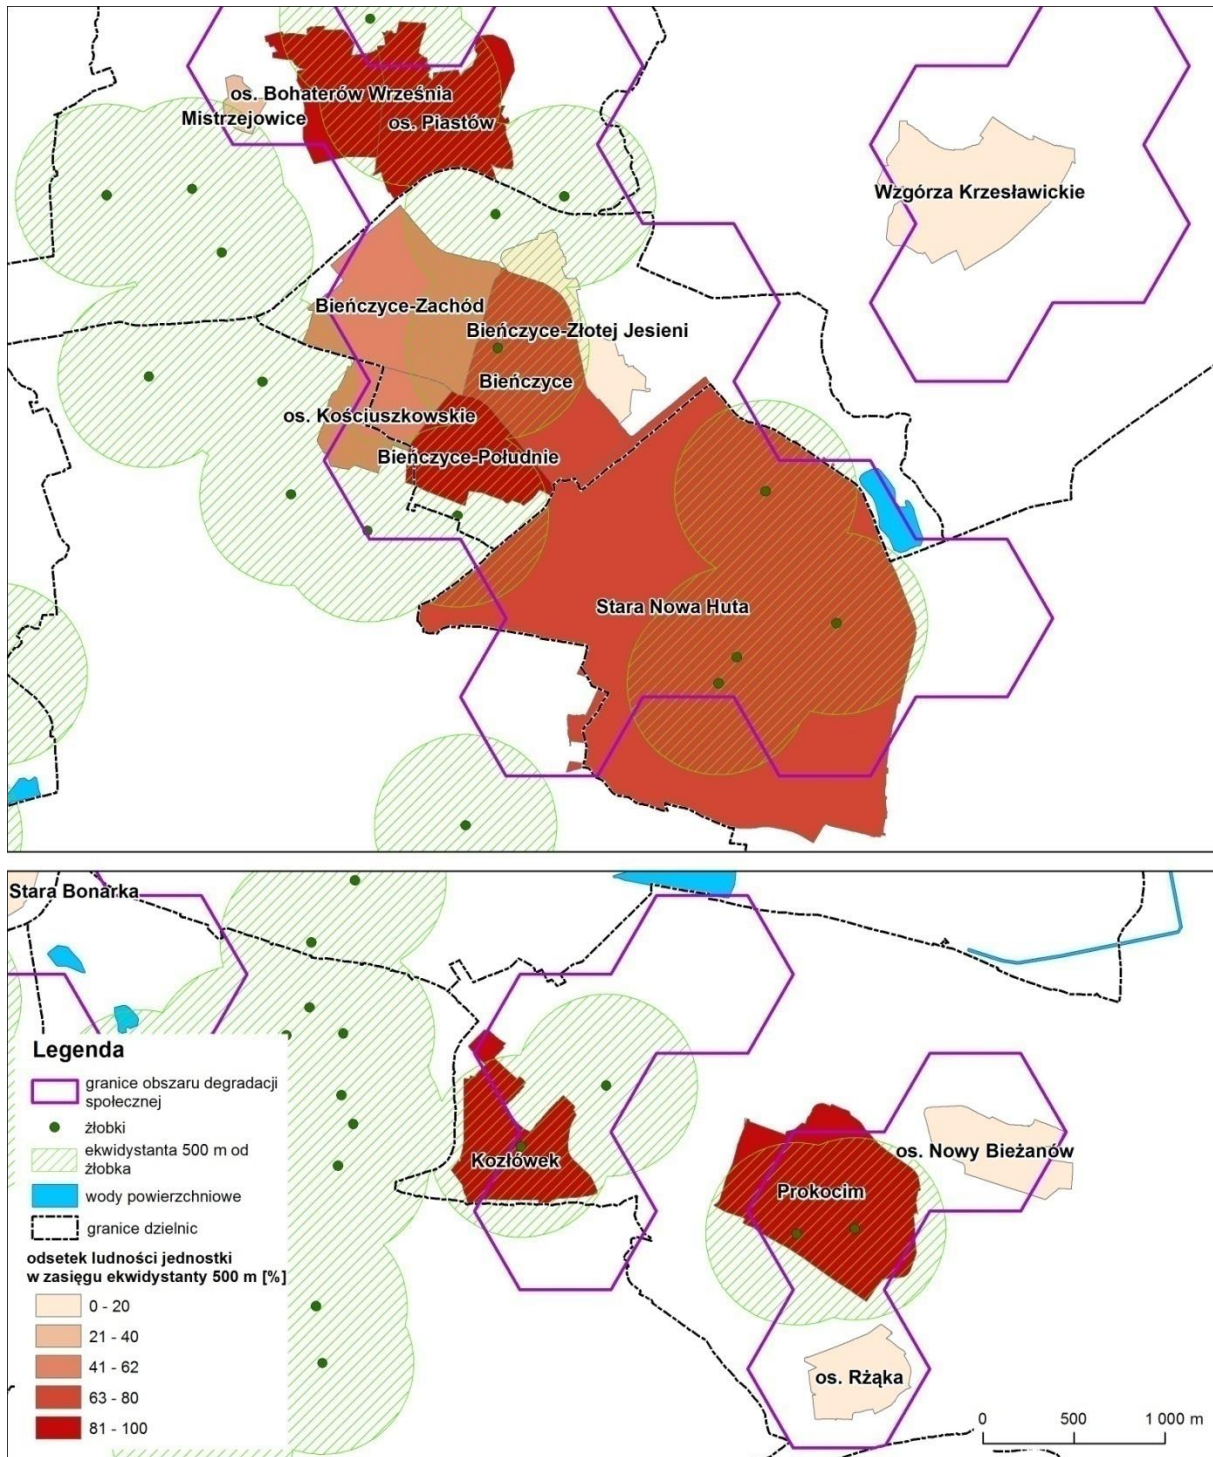 os. Bohaterów Września
Mistrzejowice
os. Piastów
Wzgórza Krzesławickie
Bieńczyce-Zachód
Bieńczyce-Złotej Jesieni
Bieńczyce
os. Kościuszkowskie
Bieńczyce-Południe
Stara Nowa Huta
Stara Bonarka
Kozłówek
os. Nowy Bieżanów
Prokocim
os. Rżąka
Legenda
granice obszaru degradacji
społecznej
żłobki
ekwidystanta 500 m od
żłobka
wody powierzchniowe
granice dzielnic
odsetek ludności jednostki
w zasięgu ekwidystanty 500 m [%]
0 - 20
21 - 40
41 - 62
63 - 80
81 - 100
0 500 1 000 m